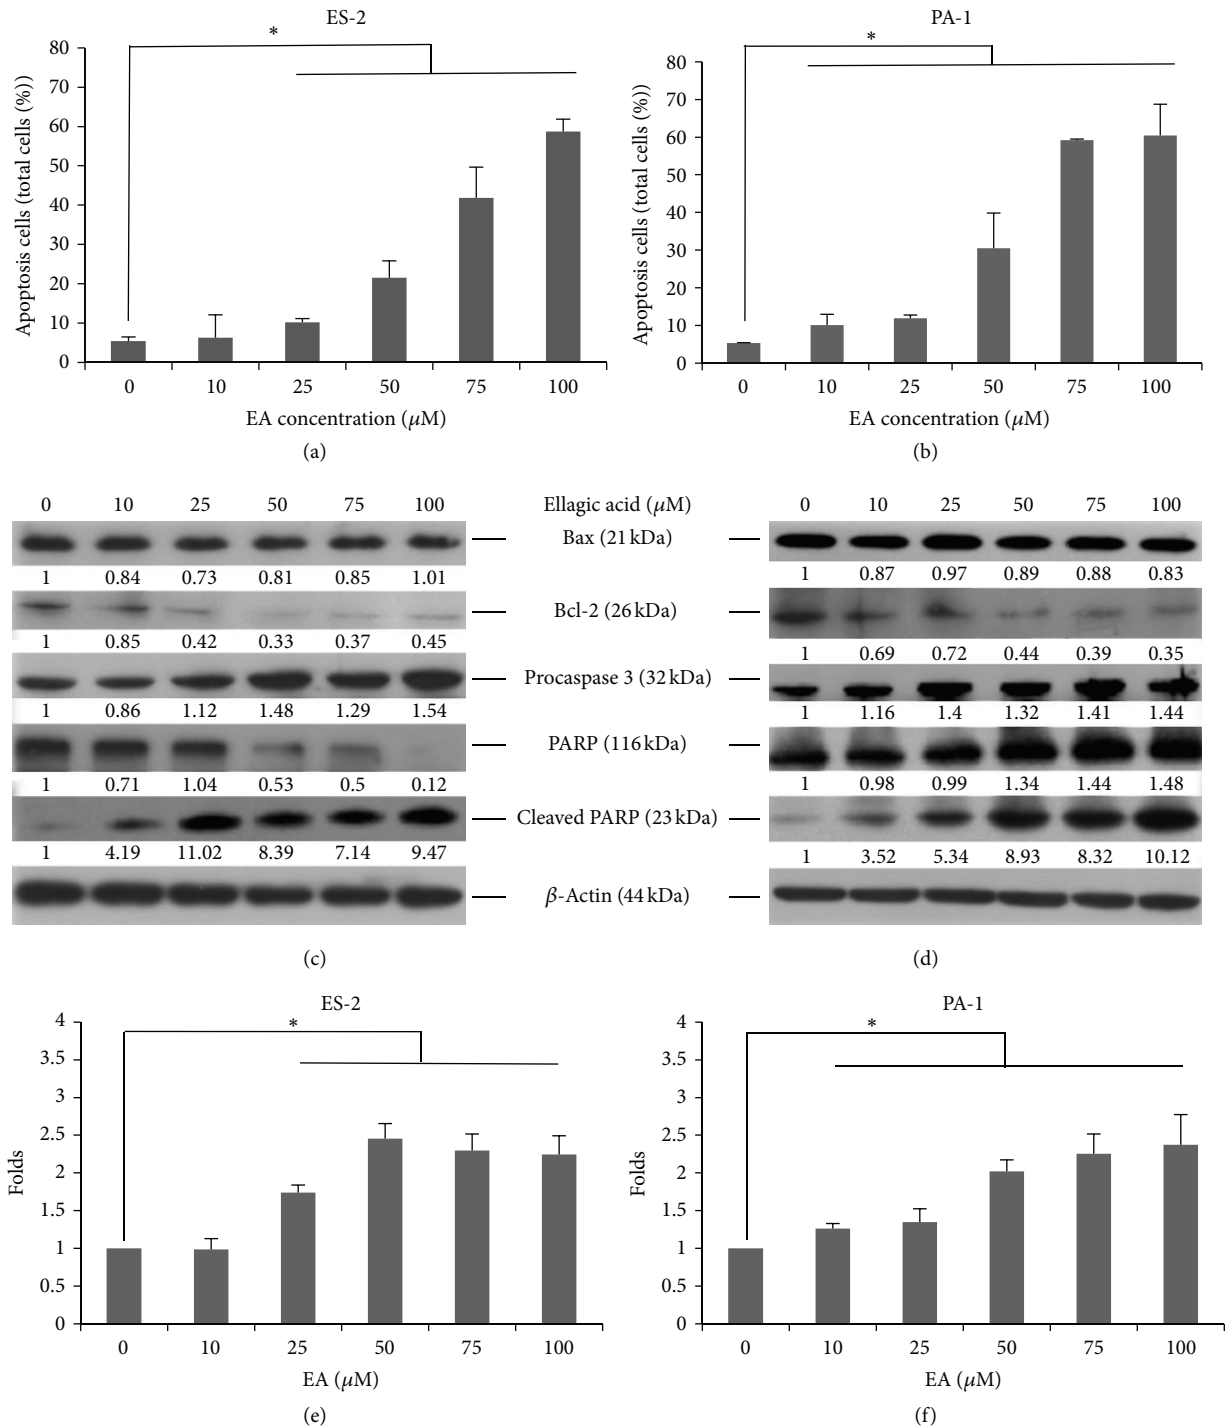 ES-2
*
Apoptosis cells (total cells (%))
80
70
60
50
40
30
20
10
0
0 10 25 50 75 100
EA concentration (μM)
(a)
PA-1
*
Apoptosis cells (total cells (%))
80
70
60
50
40
30
20
10
0
0 10 25 50 75 100
EA concentration (μM)
(b)
0 10 25 50 75 100 Ellagic acid (μM) 0 10 25 50 75 100
Bax (21 kDa)
1 0.84 0.73 0.81 0.85 1.01 1 0.87 0.97 0.89 0.88 0.83
Bcl-2 (26 kDa)
1 0.85 0.42 0.33 0.37 0.45 1 0.69 0.72 0.44 0.39 0.35
Procaspase 3 (32 kDa)
1 0.86 1.12 1.48 1.29 1.54 1 1.16 1.4 1.32 1.41 1.44
PARP (116 kDa)
1 0.71 1.04 0.53 0.5 0.12 1 0.98 0.99 1.34 1.44 1.48
Cleaved PARP (23 kDa)
1 4.19 11.02 8.39 7.14 9.47 1 3.52 5.34 8.93 8.32 10.12
β-Actin (44 kDa)
(c) (d)
ES-2
*
Folds
4
3.5
3
2.5
2
1.5
1
0.5
0
0 10 25 50 75 100
EA (μM)
(e)
PA-1
*
Folds
4
3.5
3
2.5
2
1.5
1
0.5
0
0 10 25 50 75 100
EA (μM)
(f)